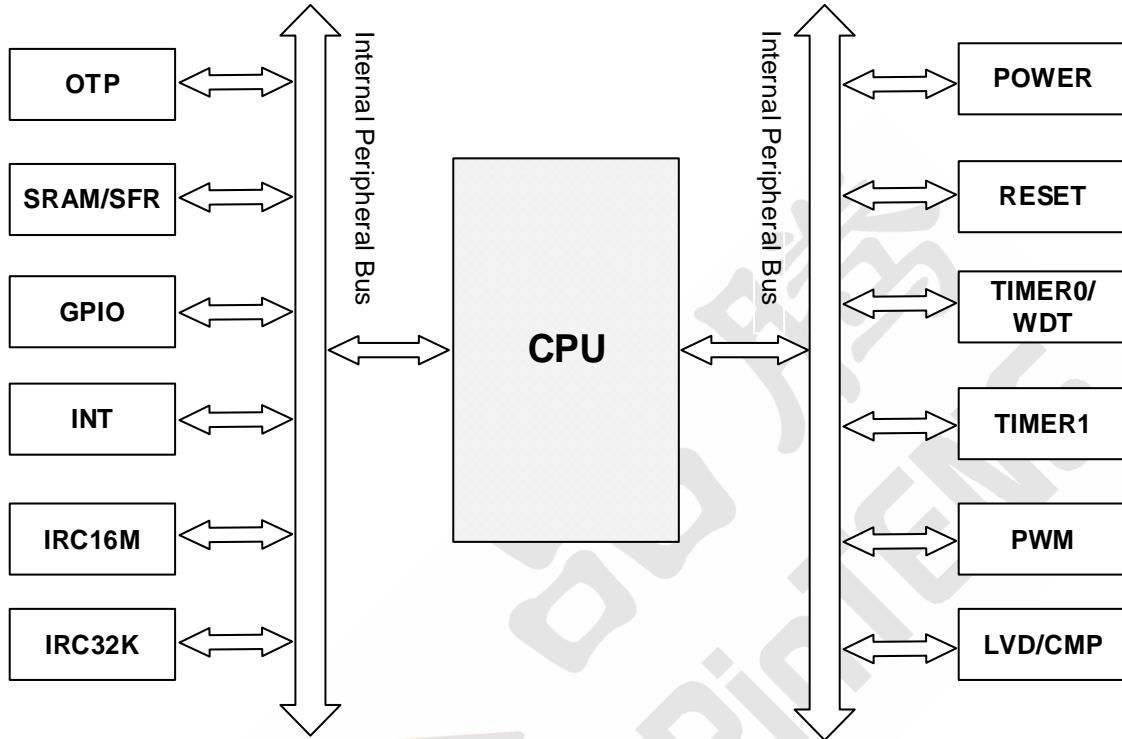 OTP
SRAM/SFR
GPIO
INT
IRC16M
IRC32K
Internal Peripheral Bus
CPU
Internal Peripheral Bus
POWER
RESET
TIMER0/
WDT
TIMER1
PWM
LVD/CMP